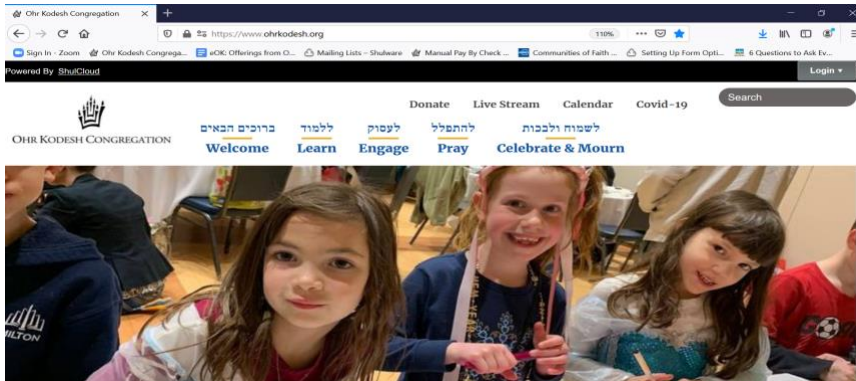 Ohr Kodesh Congregation
https://www.ohrkodesh.org
110%
Sign In - Zoom Ohr Kodesh Congrega... eOK: Offerings from O... Mailing Lists – Shulware Manual Pay By Check ... Communities of Faith ... Setting Up Form Opti... 6 Questions to Ask Ev...
Powered By ShulCloud
Login
Donate Live Stream Calendar Covid-19
Search
ברוכים הבאים ללמוד לעסוק להתפלל לשמוח ולבכות
OHR KODESH CONGREGATION
Welcome Learn Engage Pray Celebrate & Mourn